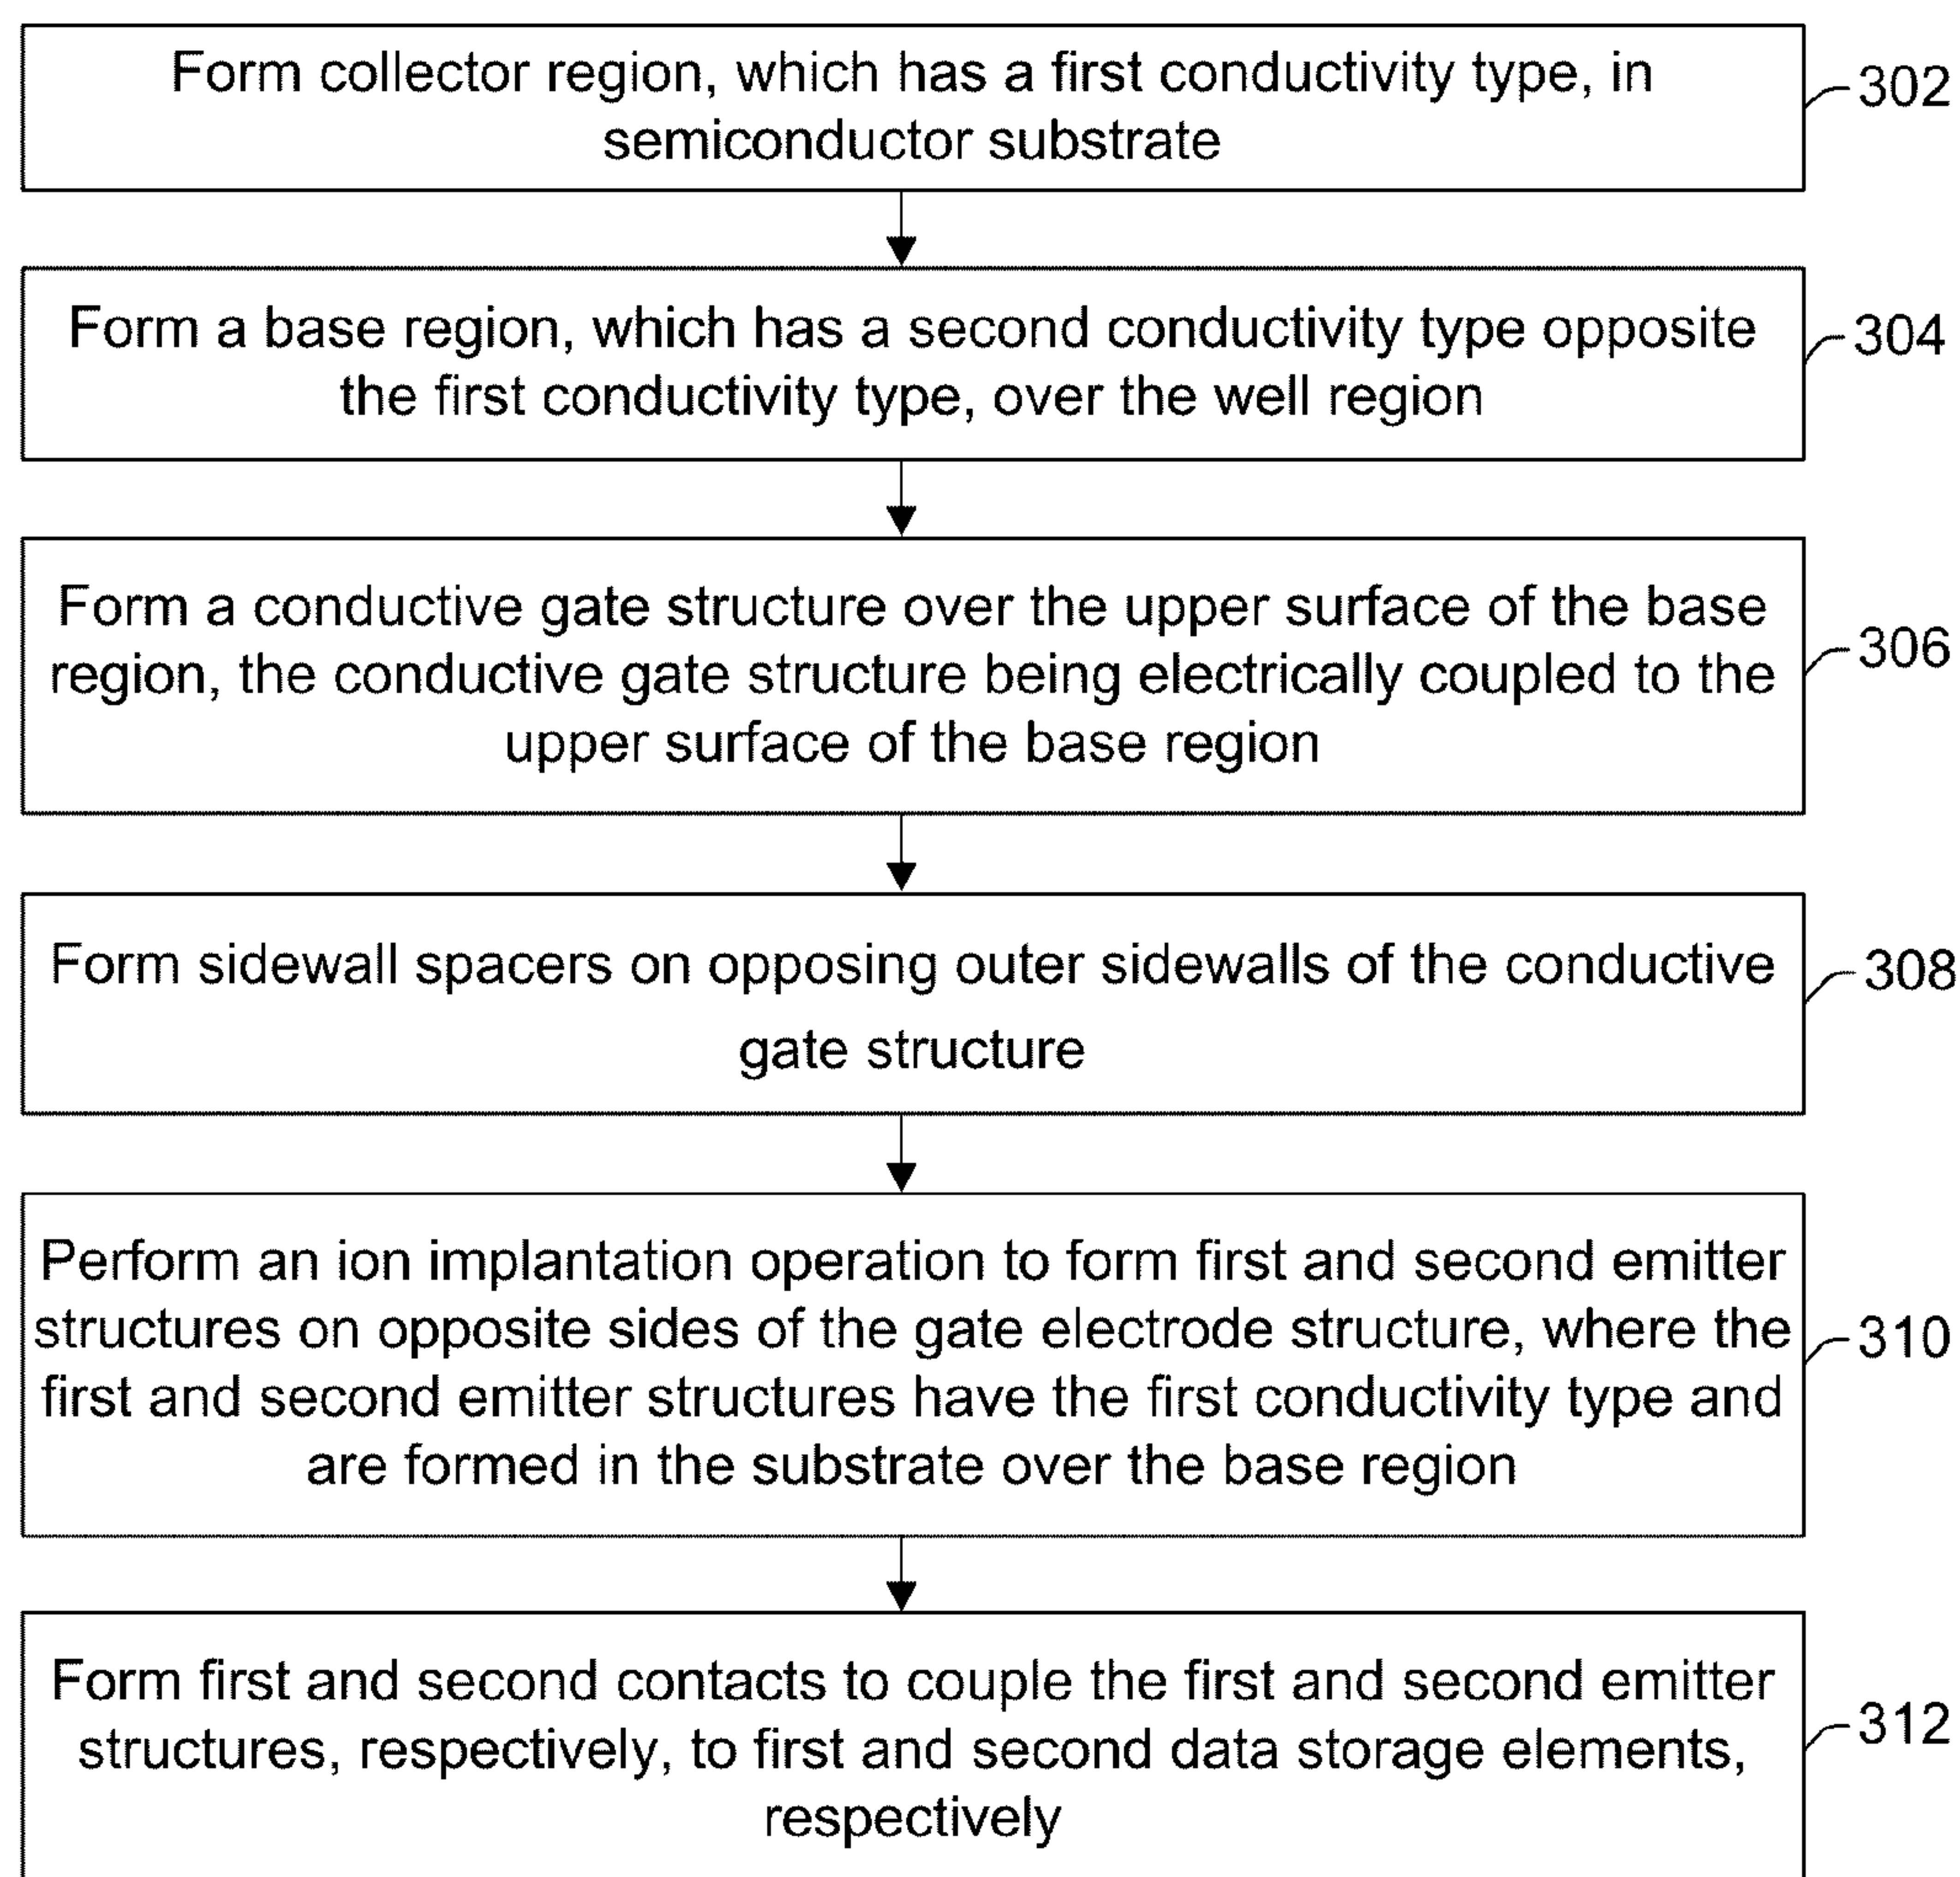 Form collector region, which has a first conductivity type, in
semiconductor substrate
302
Form a base region, which has a second conductivity type opposite
the first conductivity type, over the well region
304
Form a conductive gate structure over the upper surface of the base
region, the conductive gate structure being electrically coupled to the
upper surface of the base region
306
Form sidewall spacers on opposing outer sidewalls of the conductive
gate structure
308
Perform an ion implantation operation to form first and second emitter
structures on opposite sides of the gate electrode structure, where the
first and second emitter structures have the first conductivity type and
are formed in the substrate over the base region
310
Form first and second contacts to couple the first and second emitter
structures, respectively, to first and second data storage elements,
respectively
312